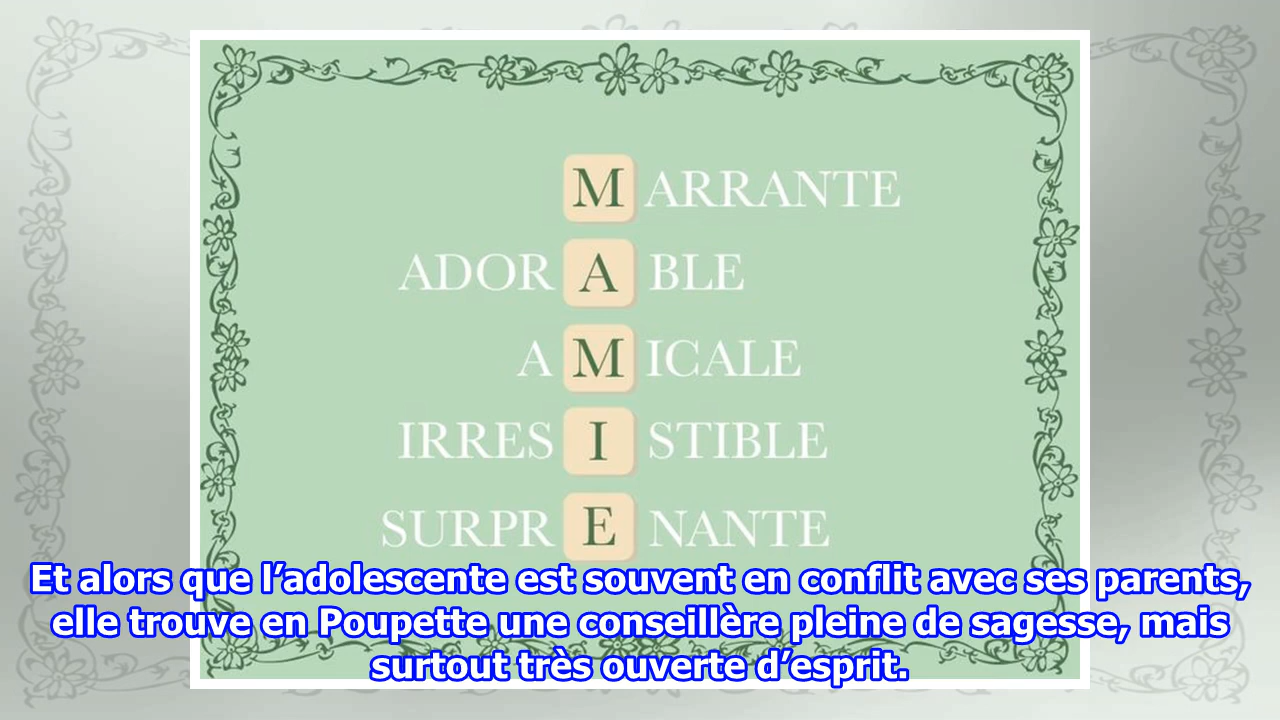 MARRANTE
ADORABLE
AMICALE
IRRESISTIBLE
SURPRENANTE
Et alors que l’adolescente est souvent en conflit avec ses parents,
elle trouve en Poupette une conseillère pleine de sagesse, mais
surtout très ouverte d’esprit.